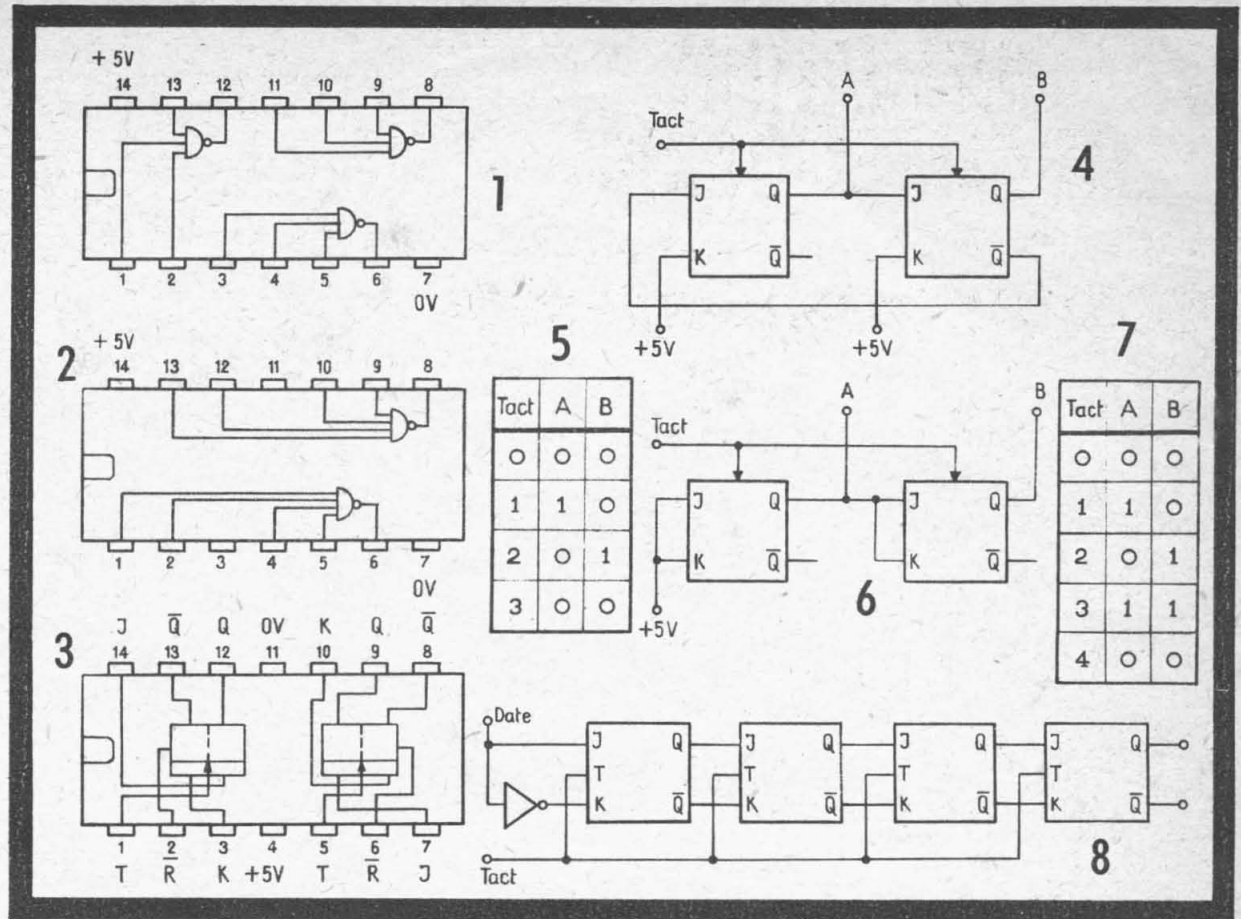 +5V
14 13 12 11 10 9 8
1
1 2 3 4 5 6 7
0V
2
+5V
14 13 12 11 10 9 8
1 2 3 4 5 6 7
0V
3
J Q̅ Q 0V K Q Q̅
14 13 12 11 10 9 8
1 2 3 4 5 6 7
T R̅ K +5V T R̅ J
A B
Tact
4
J Q J Q
K Q̅ K Q̅
+5V +5V
5
Tact A B
0 0 0
1 1 0
2 0 1
3 0 0
A B
Tact
J Q J Q
K Q̅ K Q̅
6
+5V
7
Tact A B
0 0 0
1 1 0
2 0 1
3 1 1
4 0 0
Date
J Q J Q J Q J Q
T T T T
K Q̅ K Q̅ K Q̅ K Q̅
Tact
8